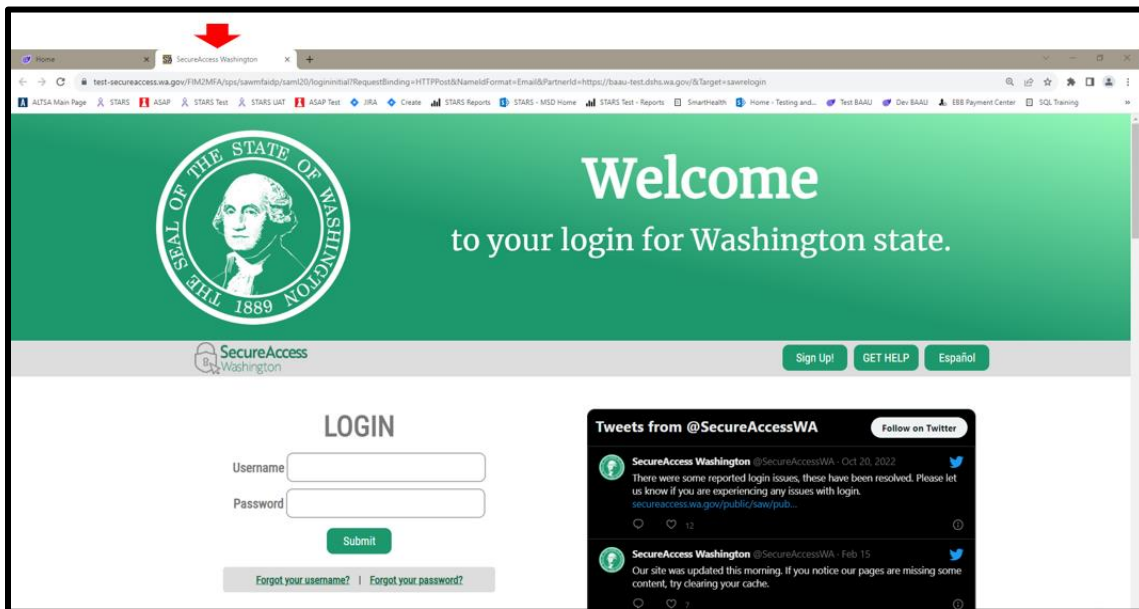 Home
SecureAccess Washington
test-secureaccess.wa.gov/FIM2MFA/sps/sawmfaidp/saml20/logininitial?RequestBinding=HTTPPost&NameIdFormat=Email&PartnerId=https://baau-test.dshs.wa.gov/&Target=sawrelogin
ALTSA Main Page STARS ASAP STARS Test STARS UAT ASAP Test JIRA Create STARS Reports STARS - MSD Home STARS Test - Reports SmartHealth Home - Testing and... Test BAAU Dev BAAU EBB Payment Center SQL Training
THE SEAL OF THE STATE OF WASHINGTON
1889
Welcome
to your login for Washington state.
SecureAccess
Washington
Sign Up! GET HELP Español
LOGIN
Username
Password
Submit
Forgot your username? | Forgot your password?
Tweets from @SecureAccessWA Follow on Twitter
SecureAccess Washington @SecureAccessWA · Oct 20, 2022
There were some reported login issues, these have been resolved. Please let
us know if you are experiencing any issues with login.
secureaccess.wa.gov/public/saw/pub...
12
SecureAccess Washington @SecureAccessWA · Feb 15
Our site was updated this morning. If you notice our pages are missing some
content, try clearing your cache.
7